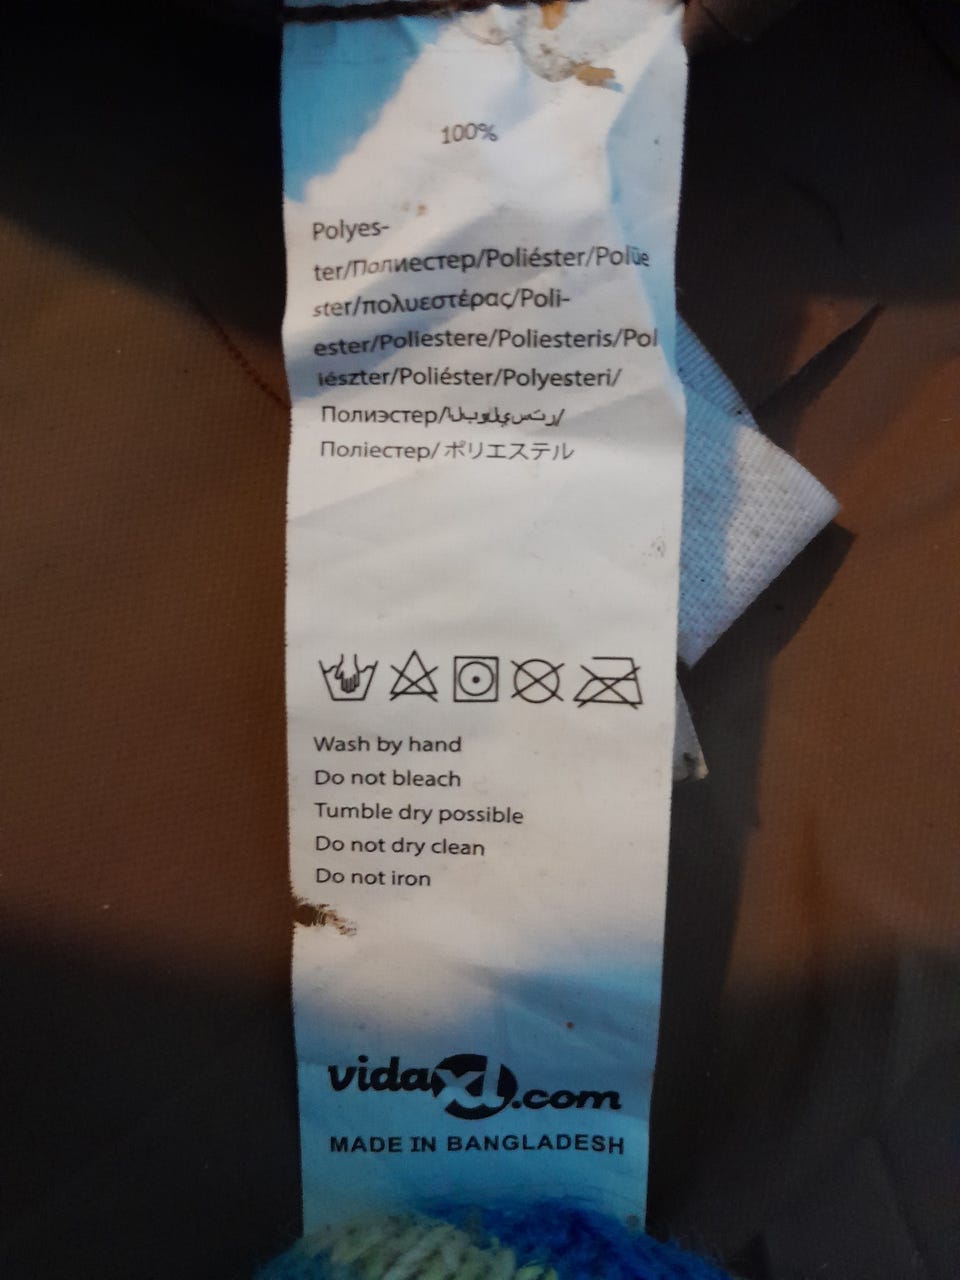 100%
Polyes-
ter/Полиестер/Poliéster/Polüe
ster/πολυεστέρας/Poli-
ester/Poliestere/Poliesteris/Pol
iészter/Poliéster/Polyesteri/
Полиэстер/البوليستر/
Поліестер/ポリエステル
Wash by hand
Do not bleach
Tumble dry possible
Do not dry clean
Do not iron
vidaXL.com
MADE IN BANGLADESH